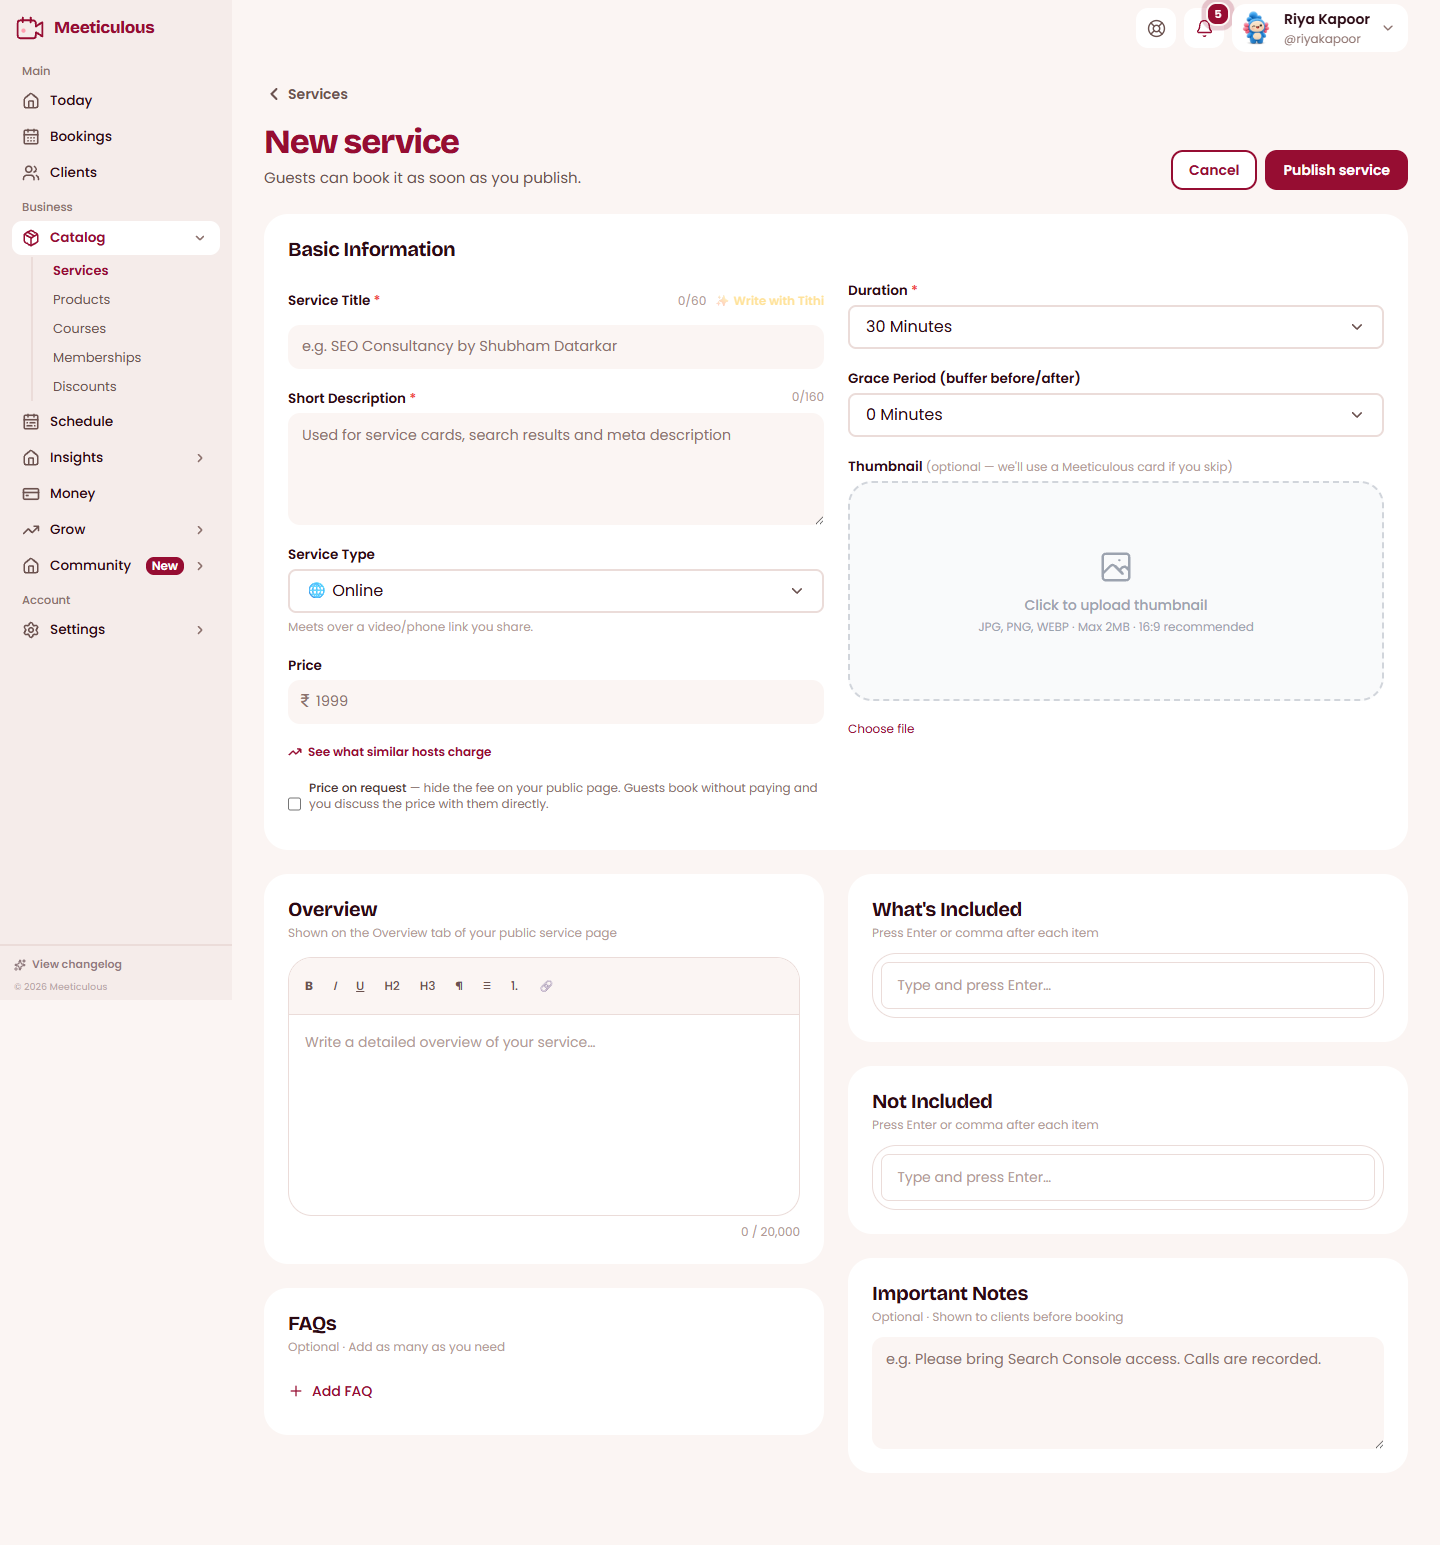 Meeticulous
Main
Today
Bookings
Clients
Business
Catalog
Services
Products
Courses
Memberships
Discounts
Schedule
Insights
Money
Grow
Community New
Account
Settings
View changelog
© 2026 Meeticulous
5
Riya Kapoor
@riyakapoor
Services
New service
Guests can book it as soon as you publish.
Cancel
Publish service
Basic Information
Service Title *
0/60
Write with Tithi
e.g. SEO Consultancy by Shubham Datarkar
Short Description *
0/160
Used for service cards, search results and meta description
Service Type
Online
Meets over a video/phone link you share.
Price
₹ 1999
See what similar hosts charge
Price on request — hide the fee on your public page. Guests book without paying and
you discuss the price with them directly.
Duration *
30 Minutes
Grace Period (buffer before/after)
0 Minutes
Thumbnail (optional — we'll use a Meeticulous card if you skip)
Click to upload thumbnail
JPG, PNG, WEBP · Max 2MB · 16:9 recommended
Choose file
Overview
Shown on the Overview tab of your public service page
B I U H2 H3 ¶ ☰ 1.
Write a detailed overview of your service…
0 / 20,000
FAQs
Optional · Add as many as you need
+ Add FAQ
What's Included
Press Enter or comma after each item
Type and press Enter…
Not Included
Press Enter or comma after each item
Type and press Enter…
Important Notes
Optional · Shown to clients before booking
e.g. Please bring Search Console access. Calls are recorded.